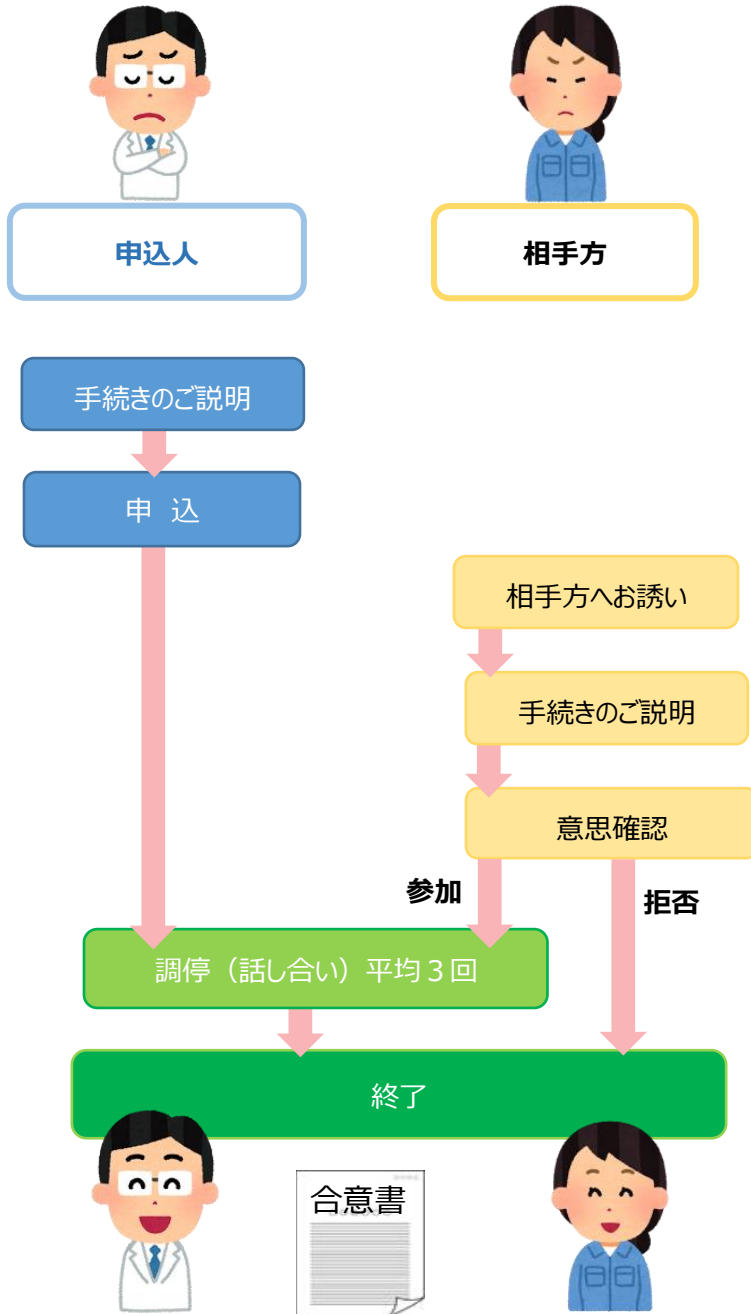 申込人
相手方
手続きのご説明
申 込
相手方へお誘い
手続きのご説明
意思確認
参加
拒否
調停（話し合い）平均３回
終了
合意書